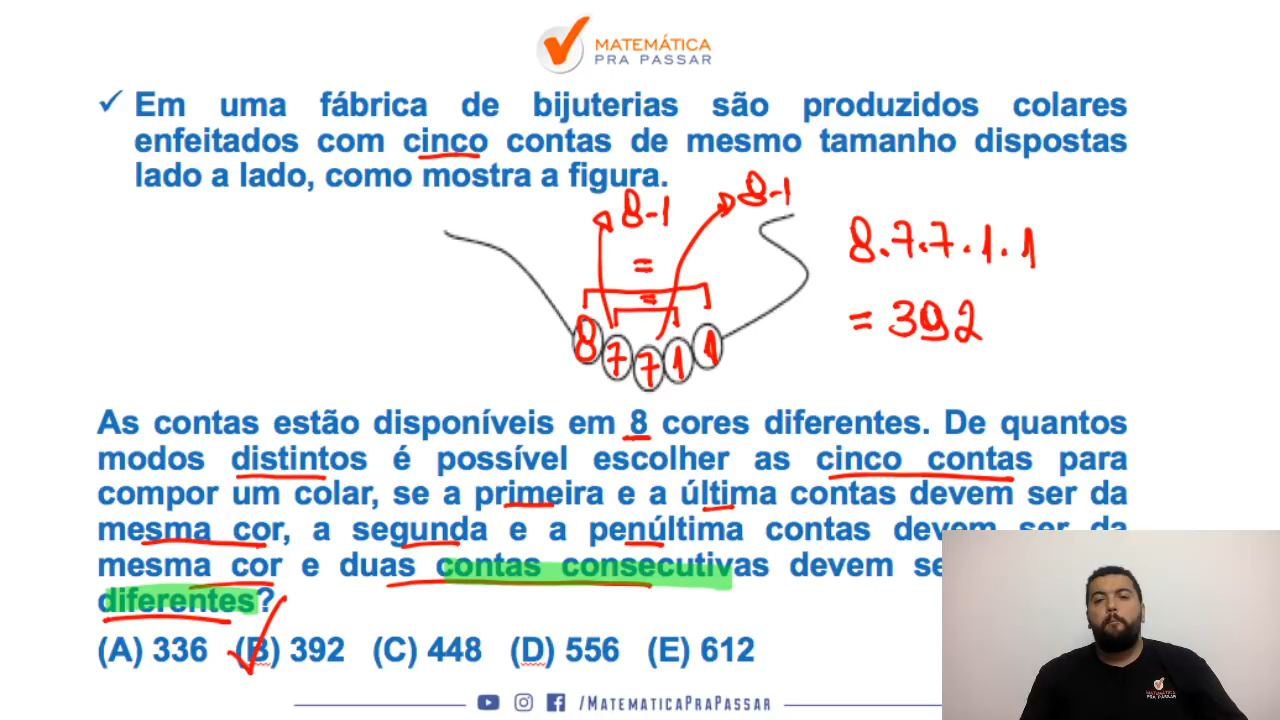 MATEMÁTICA
PRA PASSAR
Em uma fábrica de bijuterias são produzidos colares
enfeitados com cinco contas de mesmo tamanho dispostas
lado a lado, como mostra a figura.
8-1
8-1
=
=
8 7 7 1 1
8.7.7.1.1
= 392
As contas estão disponíveis em 8 cores diferentes. De quantos
modos distintos é possível escolher as cinco contas para
compor um colar, se a primeira e a última contas devem ser da
mesma cor, a segunda e a penúltima contas devem ser da
mesma cor e duas contas consecutivas devem
diferentes?
(A) 336 (B) 392 (C) 448 (D) 556 (E) 612
/MatematicaPraPassar
MATEMÁTICA
PRA PASSAR